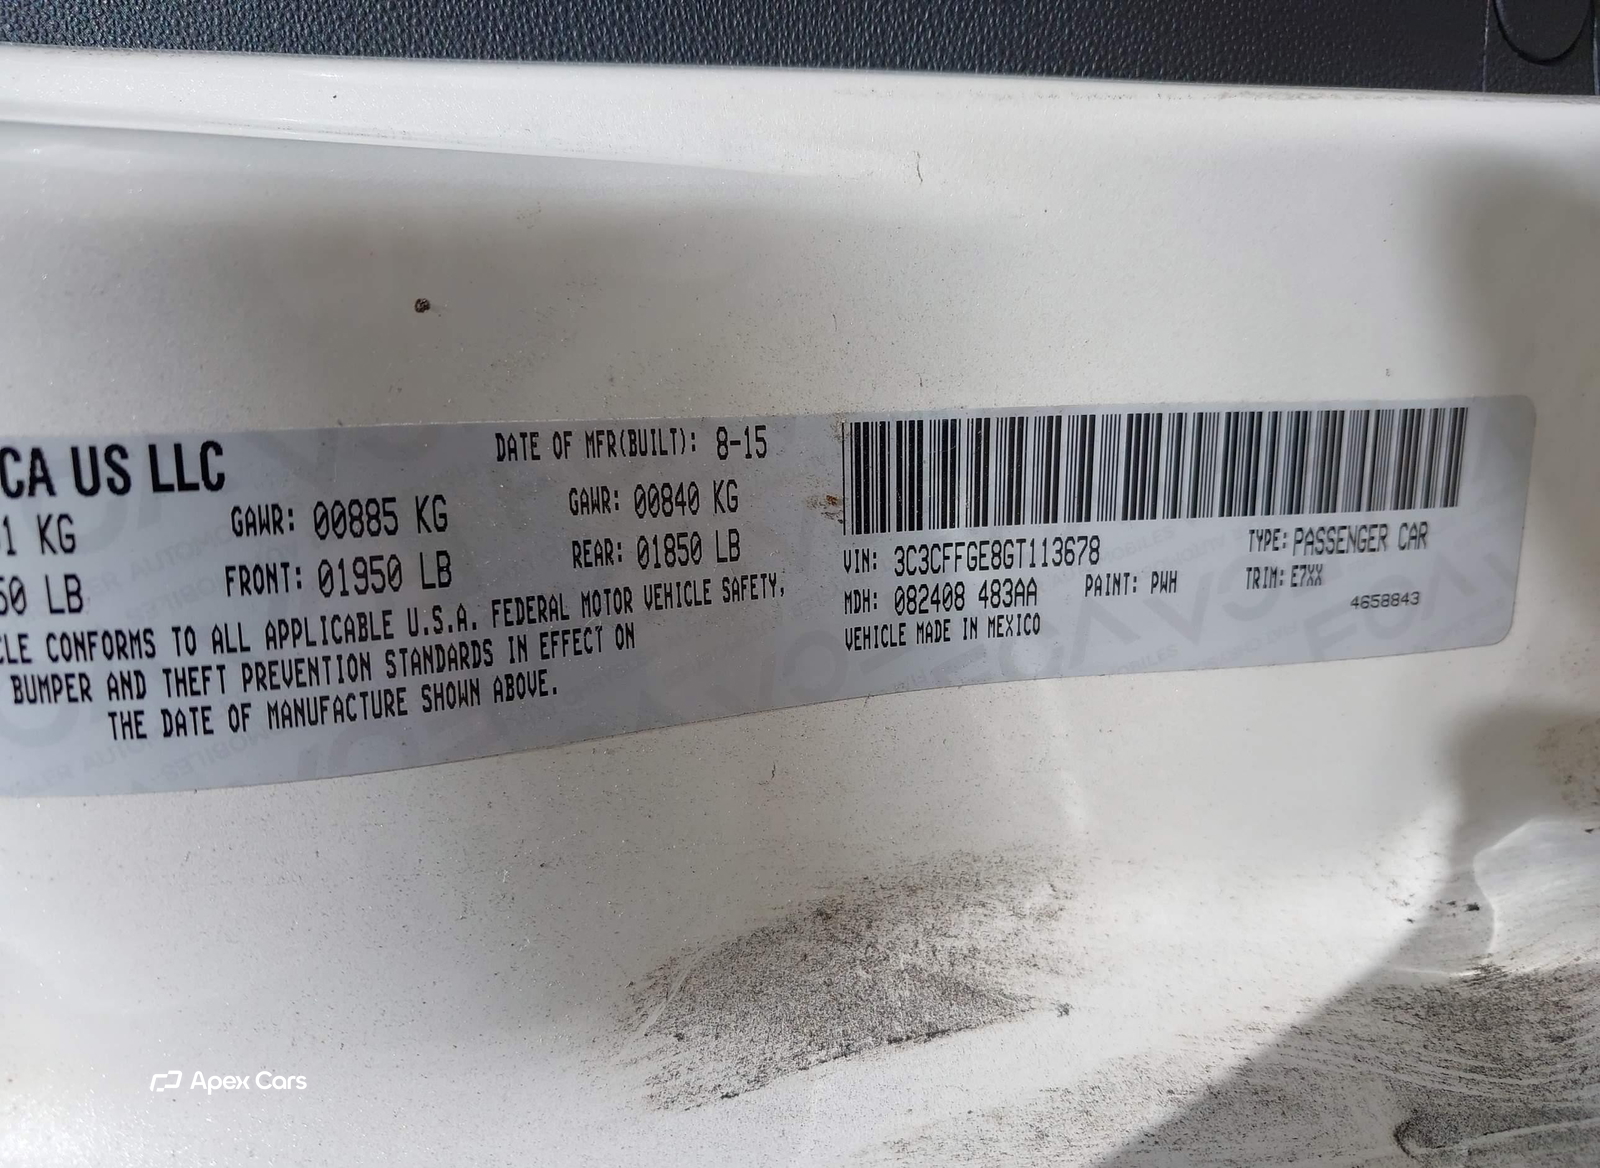 CA US LLC
DATE OF MFR(BUILT): 8-15
1 KG GAWR: 00885 KG GAWR: 00840 KG
50 LB FRONT: 01950 LB REAR: 01850 LB
CLE CONFORMS TO ALL APPLICABLE U.S.A. FEDERAL MOTOR VEHICLE SAFETY,
BUMPER AND THEFT PREVENTION STANDARDS IN EFFECT ON
THE DATE OF MANUFACTURE SHOWN ABOVE.
VIN: 3C3CFFGE8GT113678 TYPE: PASSENGER CAR
MDH: 082408 483AA PAINT: PWH TRIM: E7XX
VEHICLE MADE IN MEXICO 4658843
Apex Cars